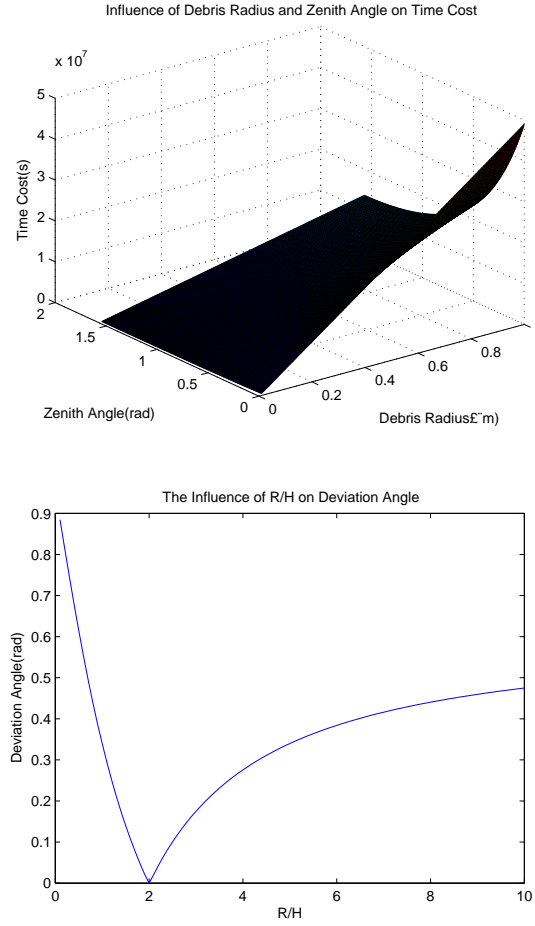 Influence of Debris Radius and Zenith Angle on Time Cost
x 10^7
5
4
3
2
1
0
Time Cost(s)
2
1.5
1
0.5
0
Zenith Angle(rad)
0
0.2
0.4
0.6
0.8
Debris Radius£¨m)
The Influence of R/H on Deviation Angle
0.9
0.8
0.7
0.6
0.5
0.4
0.3
0.2
0.1
0
Deviation Angle(rad)
0 2 4 6 8 10
R/H